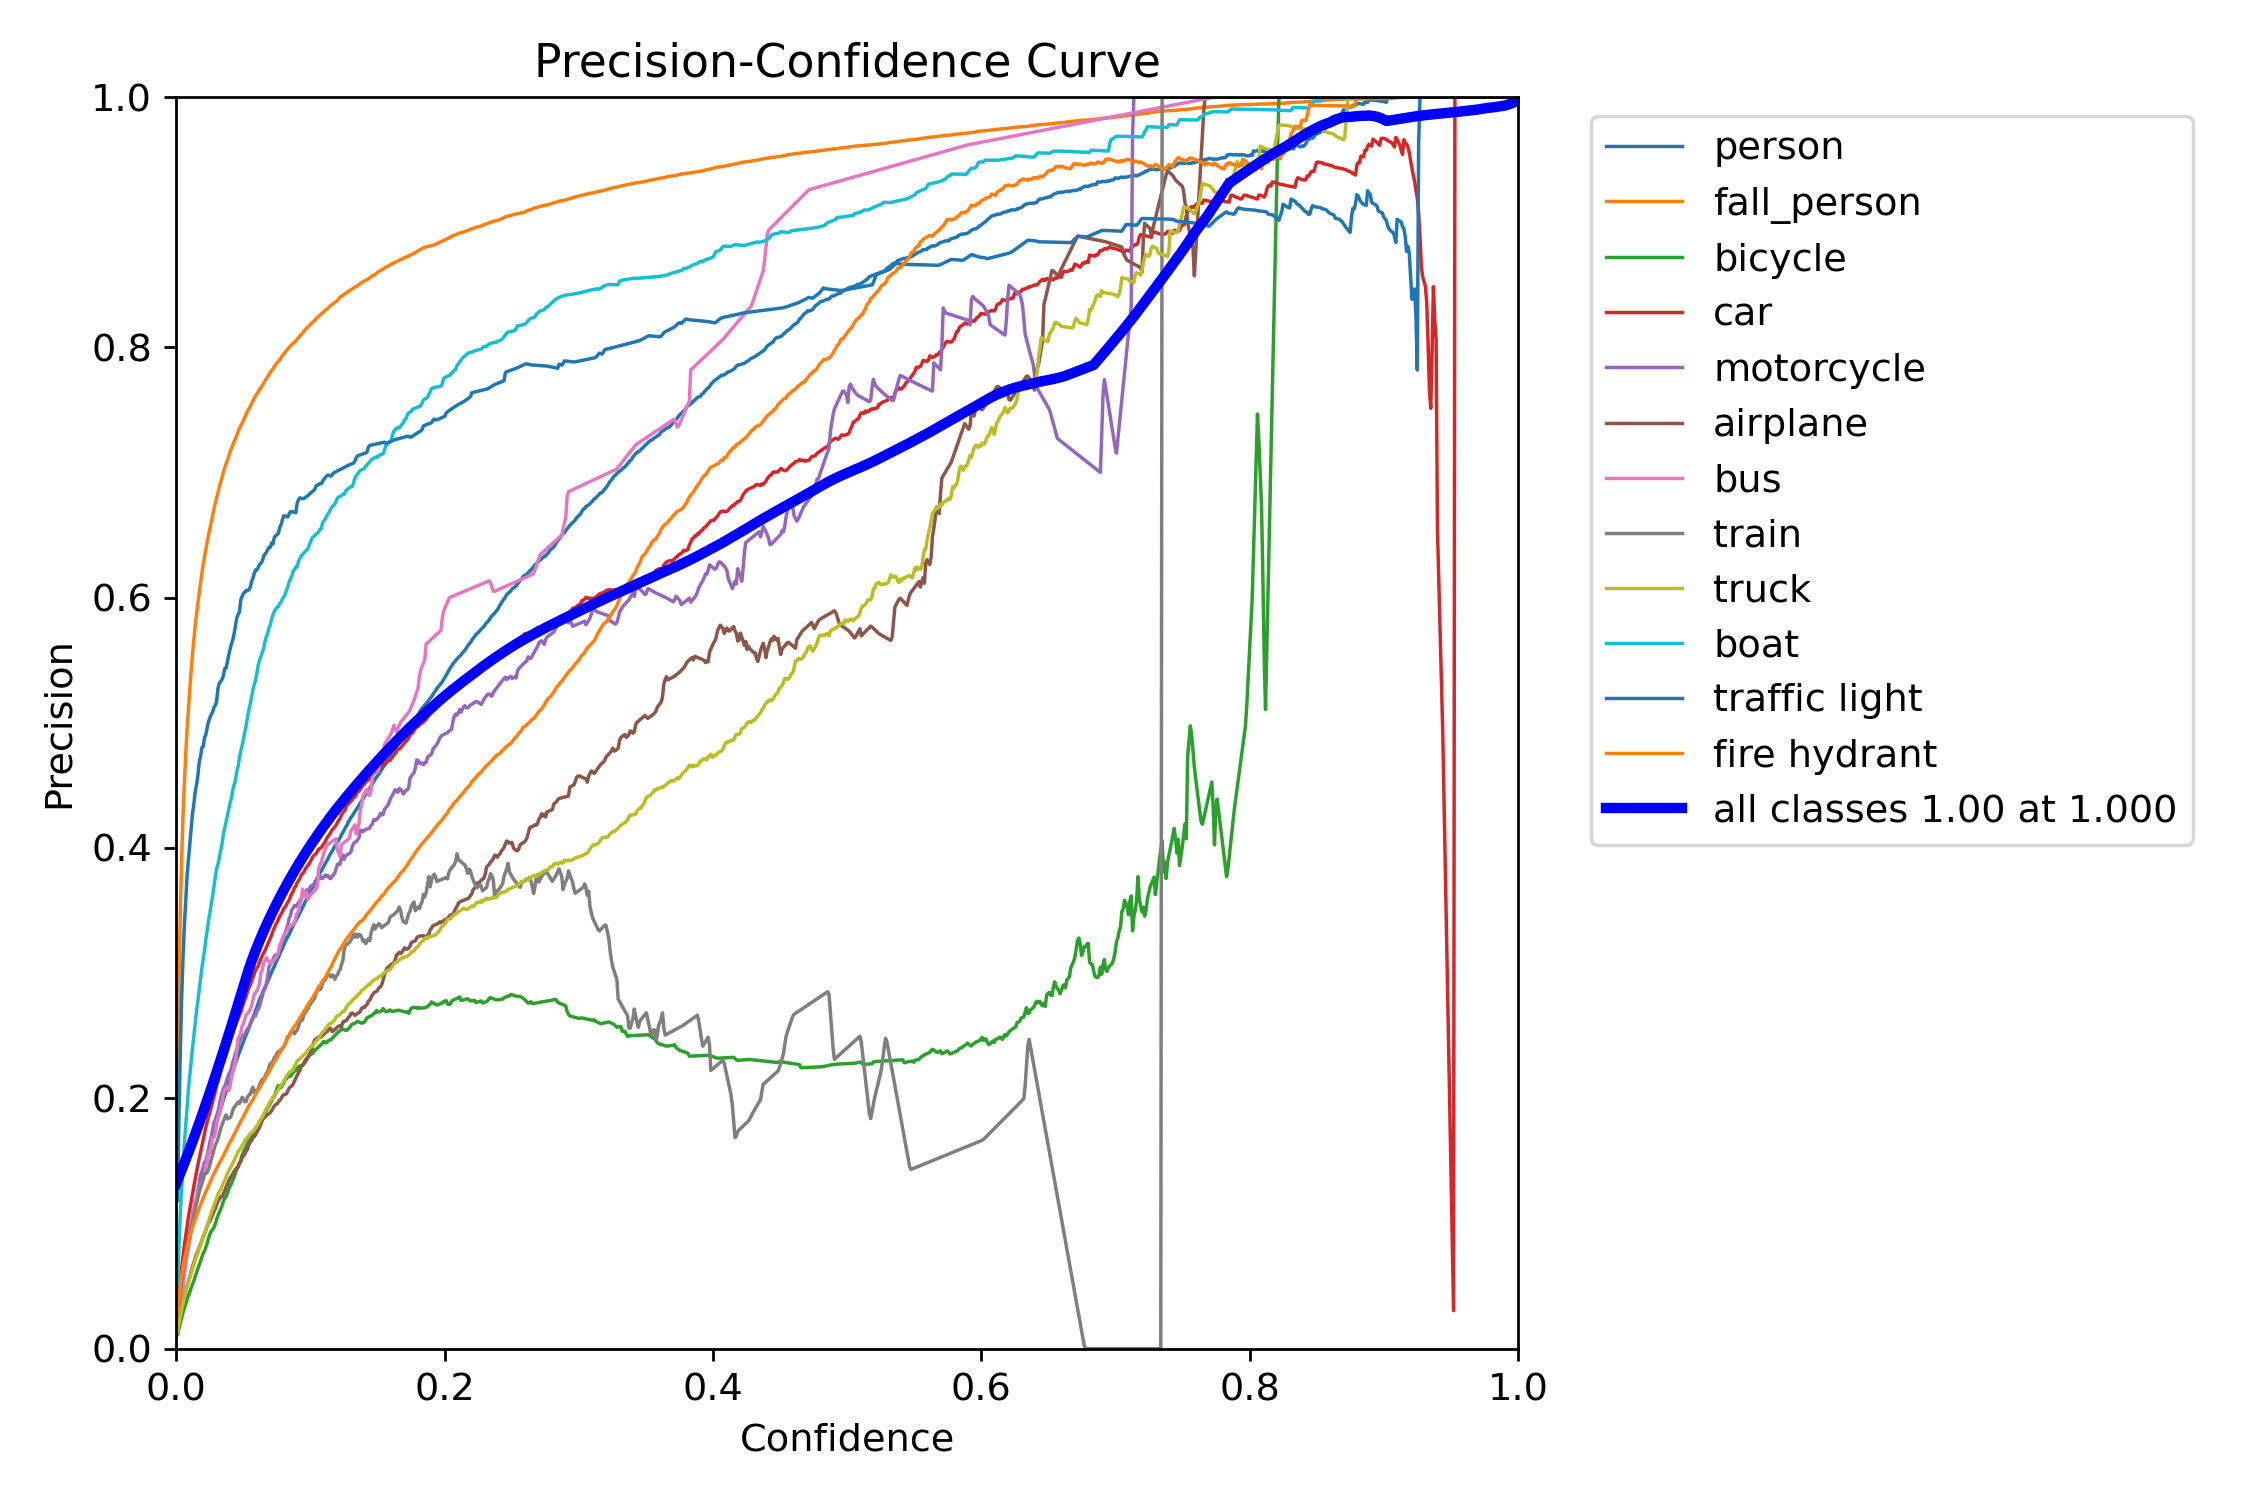 Precision-Confidence Curve
1.0
0.8
0.6
0.4
0.2
0.0
Precision
0.0 0.2 0.4 0.6 0.8 1.0
Confidence
person
fall_person
bicycle
car
motorcycle
airplane
bus
train
truck
boat
traffic light
fire hydrant
all classes 1.00 at 1.000